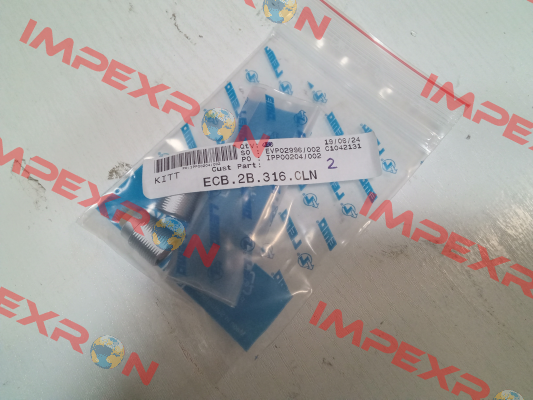 IMPEXRON
Qty:
19/08/24
SO EVP02996/002 C1042131
PO IPP00204/002
Cust Part:
KITT
2
ECB.2B.316.CLN
IMPEXRON
IMPEXRON
IMPEXRON